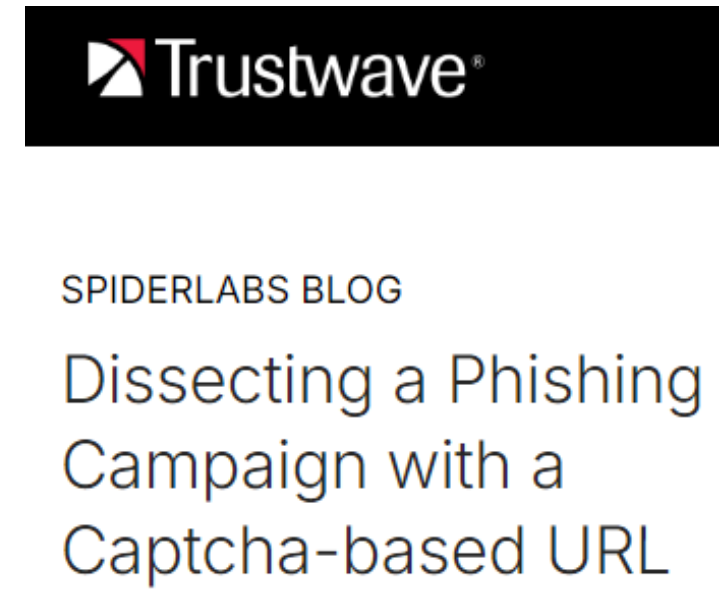 Trustwave®
SPIDERLABS BLOG
Dissecting a Phishing
Campaign with a
Captcha-based URL